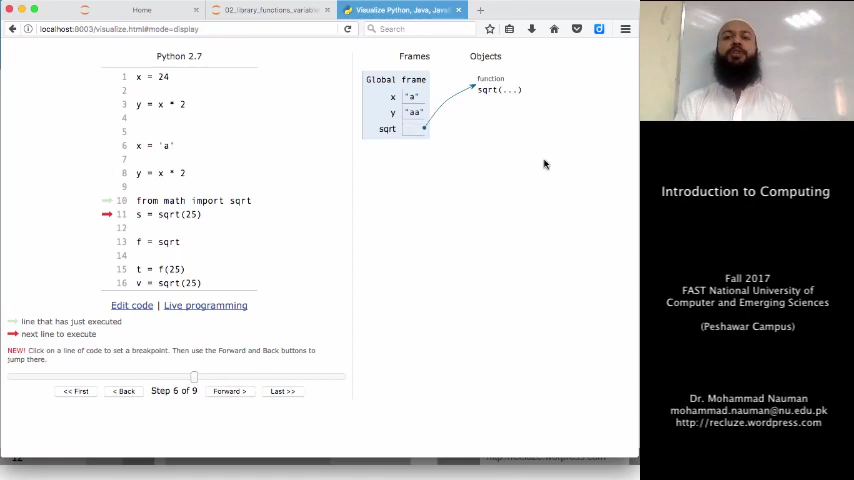 Home
02_library_functions_variable
Visualize Python, Java, Javas
localhost:8003/visualize.html#mode=display
Search
Python 2.7
1 x = 24
2
3 y = x * 2
4
5
6 x = 'a'
7
8 y = x * 2
9
10 from math import sqrt
11 s = sqrt(25)
12
13 f = sqrt
14
15 t = f(25)
16 v = sqrt(25)
Edit code | Live programming
line that has just executed
next line to execute
NEW! Click on a line of code to set a breakpoint. Then use the Forward and Back buttons to
jump there.
<< First < Back Step 6 of 9 Forward > Last >>
Frames Objects
Global frame
x "a"
y "aa"
sqrt
function
sqrt(...)
Introduction to Computing
Fall 2017
FAST National University of
Computer and Emerging Sciences
(Peshawar Campus)
Dr. Mohammad Nauman
mohammad.nauman@nu.edu.pk
http://recluze.wordpress.com